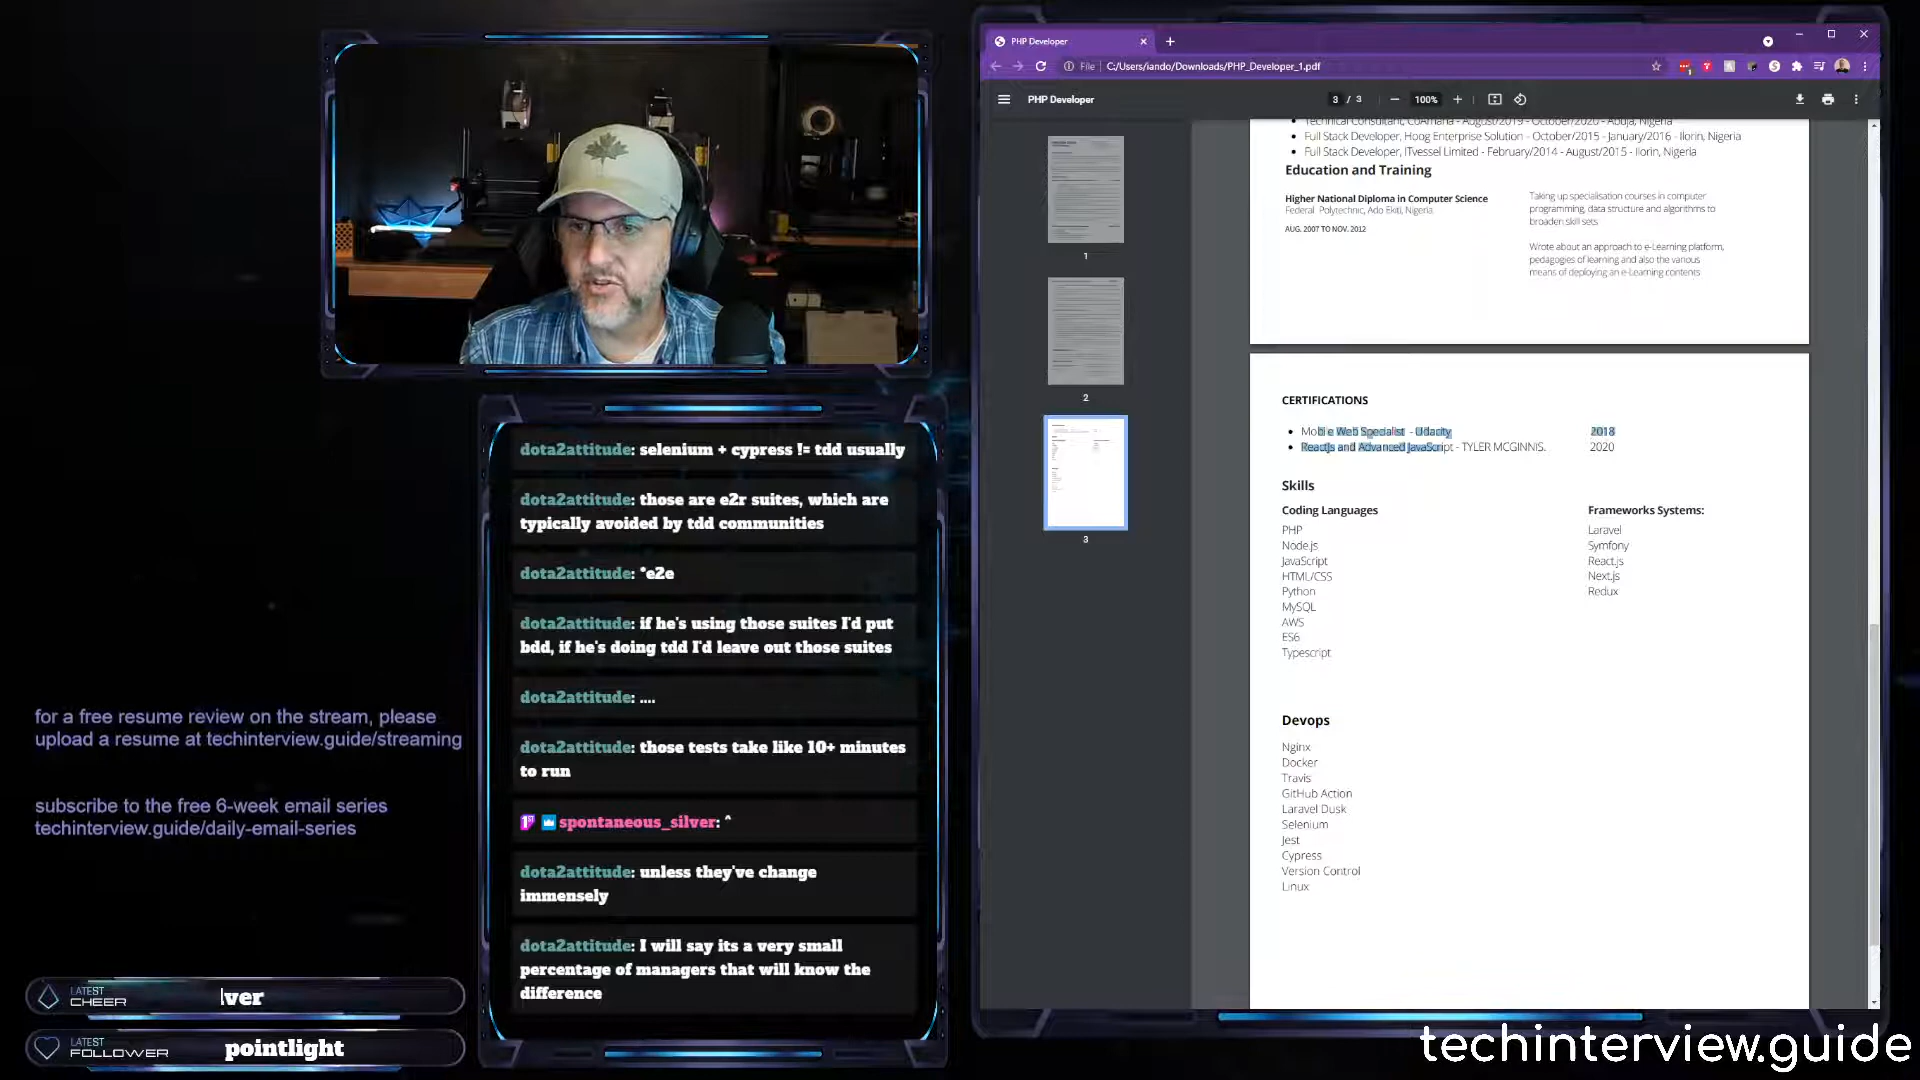 dota2attitude: selenium + cypress != tdd usually
dota2attitude: those are e2r suites, which are
typically avoided by tdd communities
dota2attitude: *e2e
dota2attitude: if he's using those suites I'd put
bdd, if he's doing tdd I'd leave out those suites
dota2attitude: ....
dota2attitude: those tests take like 10+ minutes
to run
spontaneous_silver: ^
dota2attitude: unless they've change
immensely
dota2attitude: I will say its a very small
percentage of managers that will know the
difference
for a free resume review on the stream, please
upload a resume at techinterview.guide/streaming
subscribe to the free 6-week email series
techinterview.guide/daily-email-series
LATEST
CHEER
lver
LATEST
FOLLOWER
pointlight
PHP Developer
File
C:/Users/iando/Downloads/PHP_Developer_1.pdf
PHP Developer
3 / 3
100%
1
2
3
Technical Consultant, CoAmana - August/2019 - October/2020 - Abuja, Nigeria
Full Stack Developer, Hoog Enterprise Solution - October/2015 - January/2016 - Ilorin, Nigeria
Full Stack Developer, ITvessel Limited - February/2014 - August/2015 - Ilorin, Nigeria
Education and Training
Higher National Diploma in Computer Science
Federal Polytechnic, Ado Ekiti, Nigeria.
AUG. 2007 TO NOV. 2012
Taking up specialisation courses in computer
programming, data structure and algorithms to
broaden skill sets
Wrote about an approach to e-Learning platform,
pedagogies of learning and also the various
means of deploying an e-Learning contents
CERTIFICATIONS
Mobile Web Specialist - Udacity 2018
Reactjs and Advanced JavaScript - TYLER MCGINNIS. 2020
Skills
Coding Languages
PHP
Node.js
JavaScript
HTML/CSS
Python
MySQL
AWS
ES6
Typescript
Frameworks Systems:
Laravel
Symfony
React.js
Next.js
Redux
Devops
Nginx
Docker
Travis
GitHub Action
Laravel Dusk
Selenium
Jest
Cypress
Version Control
Linux
techinterview.guide